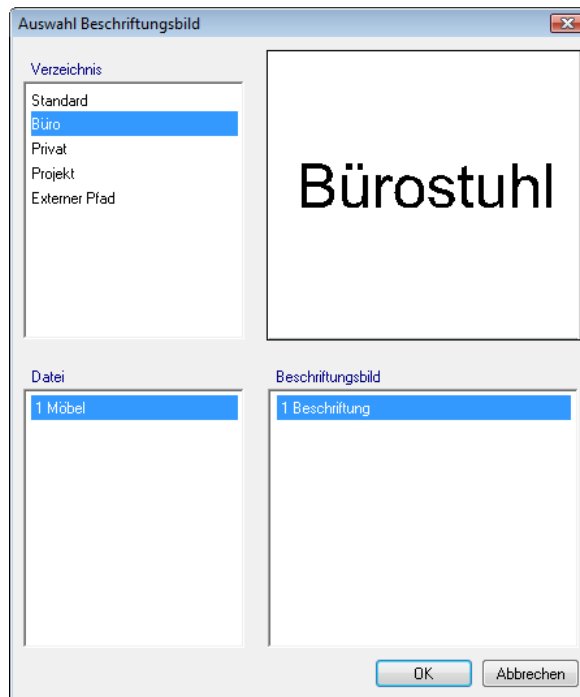 Auswahl Beschriftungsbild
Verzeichnis
Standard
Büro
Privat
Projekt
Externer Pfad
Bürostuhl
Datei
1 Möbel
Beschriftungsbild
1 Beschriftung
OK
Abbrechen